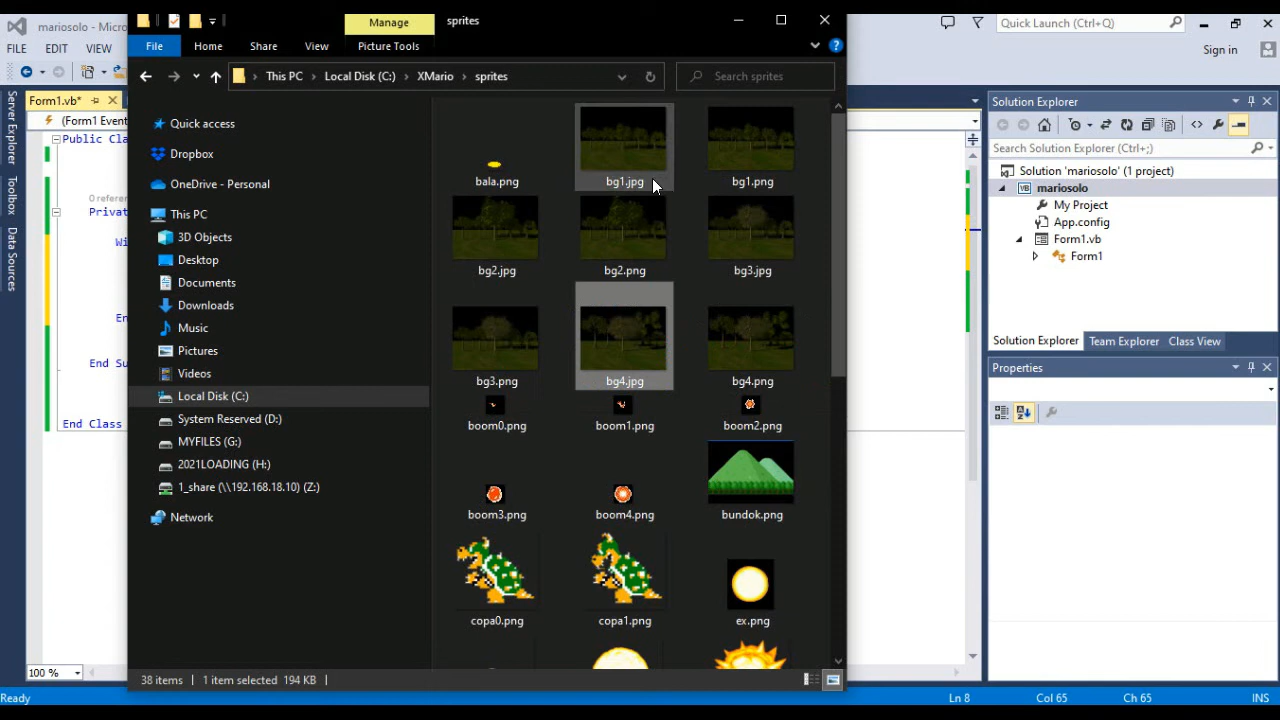 mariosolo - Micro
Manage
sprites
Quick Launch (Ctrl+Q)
FILE EDIT VIEW
File Home Share View Picture Tools
Sign in
This PC > Local Disk (C:) > XMario > sprites
Search sprites
Form1.vb*
(Form1 Event
Public Cla
0 refere
Privat
Wi
En
End Su
End Class
Server Explorer
Toolbox
Data Sources
Quick access
Dropbox
OneDrive - Personal
This PC
3D Objects
Desktop
Documents
Downloads
Music
Pictures
Videos
Local Disk (C:)
System Reserved (D:)
MYFILES (G:)
2021LOADING (H:)
1_share (\\192.168.18.10) (Z:)
Network
bala.png bg1.jpg bg1.png
bg2.jpg bg2.png bg3.jpg
bg3.png bg4.jpg bg4.png
boom0.png boom1.png boom2.png
boom3.png boom4.png bundok.png
copa0.png copa1.png ex.png
38 items 1 item selected 194 KB
Solution Explorer
Search Solution Explorer (Ctrl+;)
Solution 'mariosolo' (1 project)
VB mariosolo
My Project
App.config
Form1.vb
Form1
Solution Explorer Team Explorer Class View
Properties
100 %
Ready Ln 8 Col 65 Ch 65 INS